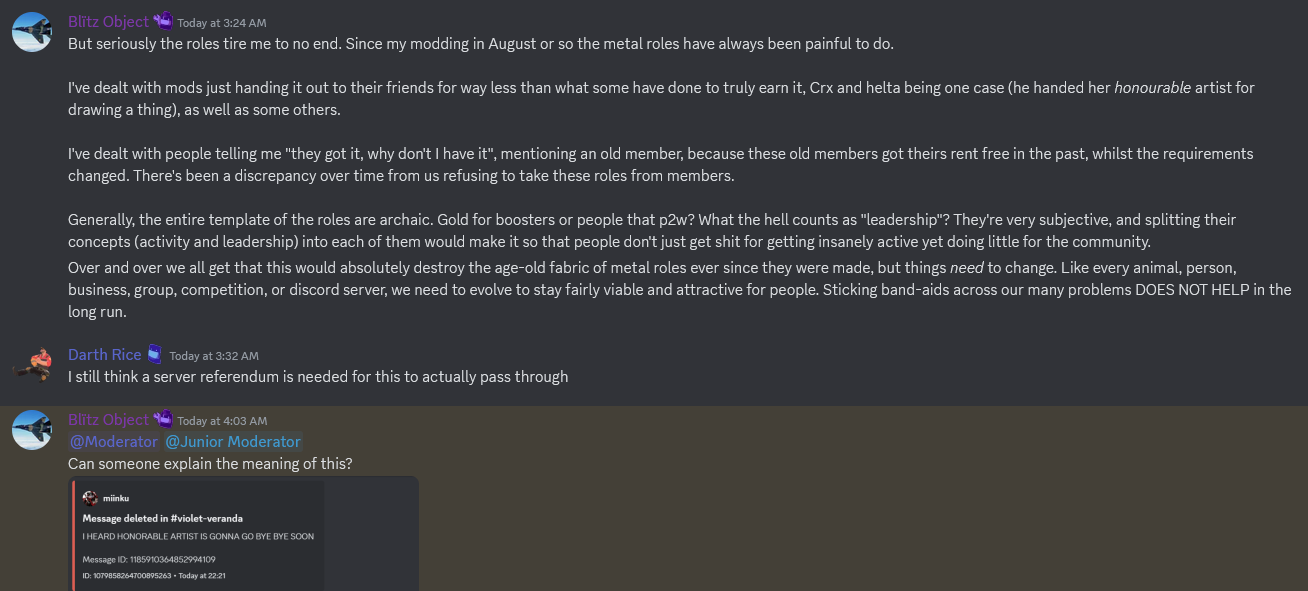 Blïtz Object Today at 3:24 AM
But seriously the roles tire me to no end. Since my modding in August or so the metal roles have always been painful to do.
I've dealt with mods just handing it out to their friends for way less than what some have done to truly earn it, Crx and helta being one case (he handed her honourable artist for
drawing a thing), as well as some others.
I've dealt with people telling me "they got it, why don't I have it", mentioning an old member, because these old members got theirs rent free in the past, whilst the requirements
changed. There's been a discrepancy over time from us refusing to take these roles from members.
Generally, the entire template of the roles are archaic. Gold for boosters or people that p2w? What the hell counts as "leadership"? They're very subjective, and splitting their
concepts (activity and leadership) into each of them would make it so that people don't just get shit for getting insanely active yet doing little for the community.
Over and over we all get that this would absolutely destroy the age-old fabric of metal roles ever since they were made, but things need to change. Like every animal, person,
business, group, competition, or discord server, we need to evolve to stay fairly viable and attractive for people. Sticking band-aids across our many problems DOES NOT HELP in the
long run.
Darth Rice Today at 3:32 AM
I still think a server referendum is needed for this to actually pass through
Blïtz Object Today at 4:03 AM
@Moderator @Junior Moderator
Can someone explain the meaning of this?
miinku
Message deleted in #violet-veranda
I HEARD HONORABLE ARTIST IS GONNA GO BYE BYE SOON
Message ID: 1185910364852994109
ID: 1079858264700895263 • Today at 22:21